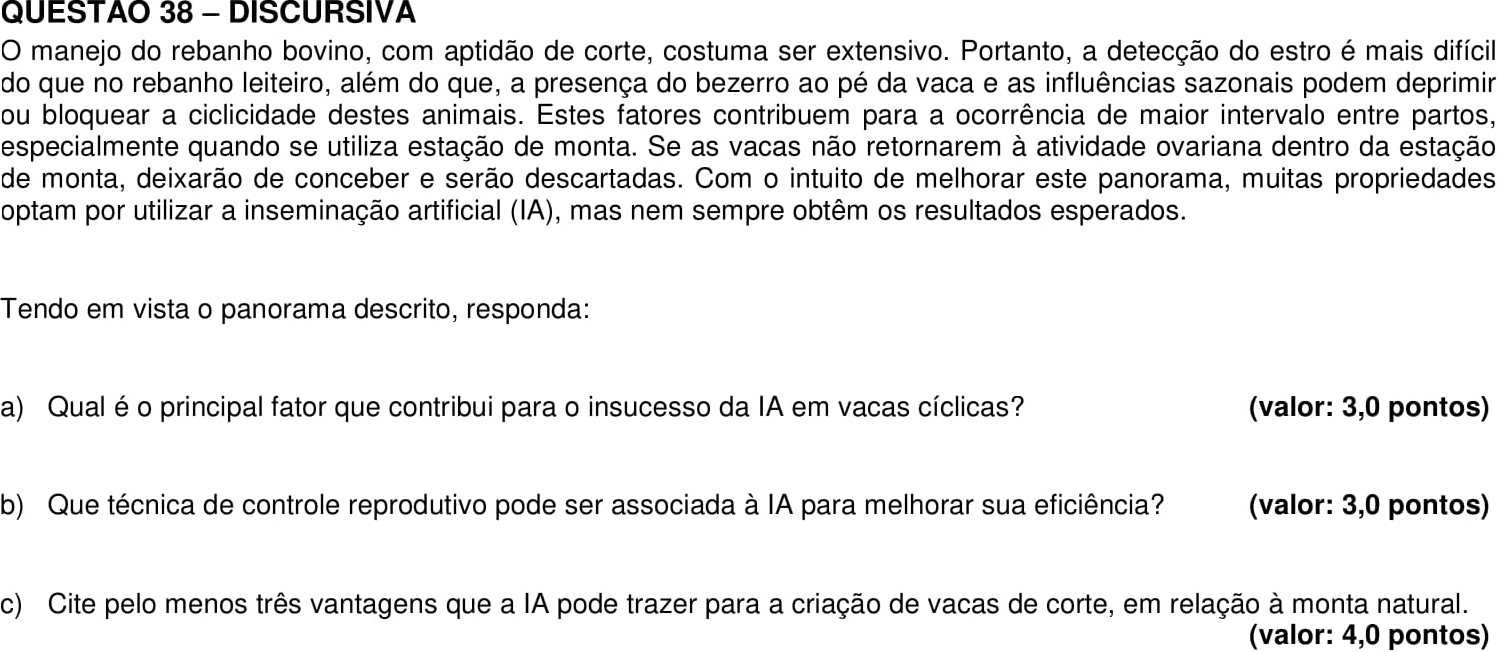 QUESTÃO 38 – DISCURSIVA
O manejo do rebanho bovino, com aptidão de corte, costuma ser extensivo. Portanto, a detecção do estro é mais difícil
do que no rebanho leiteiro, além do que, a presença do bezerro ao pé da vaca e as influências sazonais podem deprimir
ou bloquear a ciclicidade destes animais. Estes fatores contribuem para a ocorrência de maior intervalo entre partos,
especialmente quando se utiliza estação de monta. Se as vacas não retornarem à atividade ovariana dentro da estação
de monta, deixarão de conceber e serão descartadas. Com o intuito de melhorar este panorama, muitas propriedades
optam por utilizar a inseminação artificial (IA), mas nem sempre obtêm os resultados esperados.
Tendo em vista o panorama descrito, responda:
a) Qual é o principal fator que contribui para o insucesso da IA em vacas cíclicas? (valor: 3,0 pontos)
b) Que técnica de controle reprodutivo pode ser associada à IA para melhorar sua eficiência? (valor: 3,0 pontos)
c) Cite pelo menos três vantagens que a IA pode trazer para a criação de vacas de corte, em relação à monta natural.
(valor: 4,0 pontos)